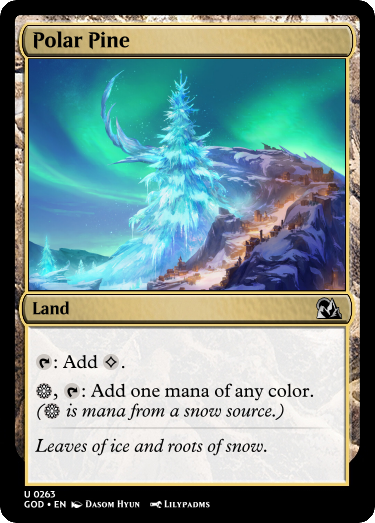 Polar Pine
Land
: Add .
, : Add one mana of any color.
( is mana from a snow source.)
Leaves of ice and roots of snow.
U 0263
GOD • EN Dasom Hyun Lilypadms